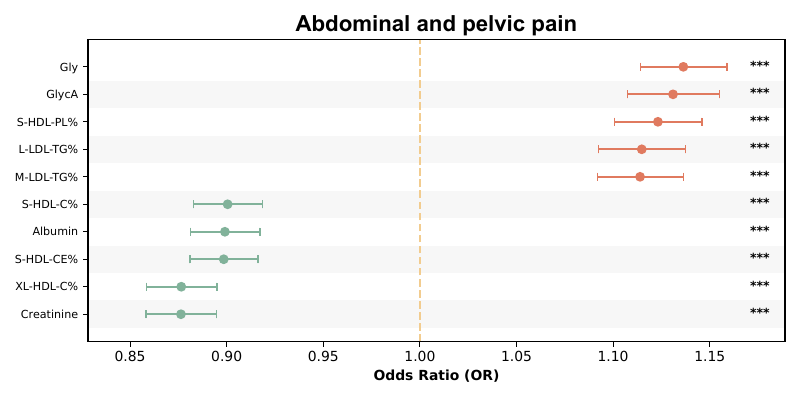 Abdominal and pelvic pain
Gly ***
GlycA ***
S-HDL-PL% ***
L-LDL-TG% ***
M-LDL-TG% ***
S-HDL-C% ***
Albumin ***
S-HDL-CE% ***
XL-HDL-C% ***
Creatinine ***
0.85 0.90 0.95 1.00 1.05 1.10 1.15
Odds Ratio (OR)